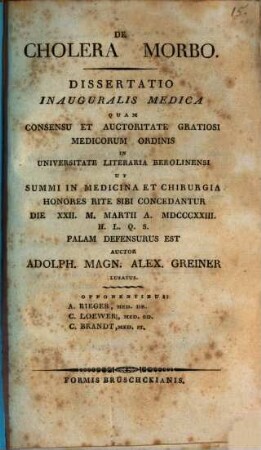 15.
DE
CHOLERA MORBO.
DISSERTATIO
INAUGURALIS MEDICA
QUAM
CONSENSU ET AUCTORITATE GRATIOSI
MEDICORUM ORDINIS
IN
UNIVERSITATE LITERARIA BEROLINENSI
UT
SUMMI IN MEDICINA ET CHIRURGIA
HONORES RITE SIBI CONCEDANTUR
DIE XXII. M. MARTII A. MDCCCXXIII.
H. L. Q. S.
PALAM DEFENSURUS EST
AUCTOR
ADOLPH. MAGN. ALEX. GREINER
LUSATUS.
OPPONENTIBUS:
A. RIEGER, MED. DR.
C. LOEWER, MED. DD.
C. BRANDT, MED. ST.
FORMIS BRÜSCHCKIANIS.